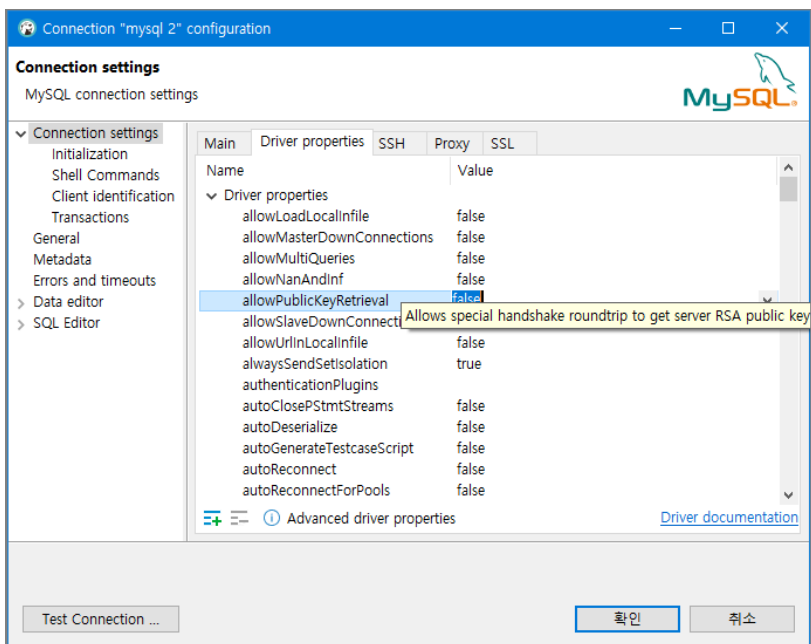 Connection "mysql 2" configuration
Connection settings
MySQL connection settings
MySQL
Connection settings
Initialization
Shell Commands
Client identification
Transactions
General
Metadata
Errors and timeouts
Data editor
SQL Editor
Main Driver properties SSH Proxy SSL
Name Value
Driver properties
allowLoadLocalInfile false
allowMasterDownConnections false
allowMultiQueries false
allowNanAndInf false
allowPublicKeyRetrieval false
Allows special handshake roundtrip to get server RSA public key
allowSlaveDownConnecti
allowUrlInLocalInfile false
alwaysSendSetIsolation true
authenticationPlugins
autoClosePStmtStreams false
autoDeserialize false
autoGenerateTestcaseScript false
autoReconnect false
autoReconnectForPools false
Advanced driver properties Driver documentation
Test Connection ... 확인 취소